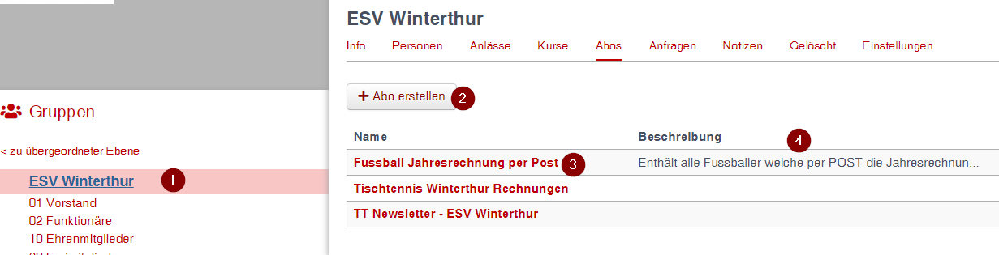 ESV Winterthur
Info Personen Anlässe Kurse Abos Anfragen Notizen Gelöscht Einstellungen
+ Abo erstellen 2
Name Beschreibung 4
Fussball Jahresrechnung per Post 3 Enthält alle Fussballer welche per POST die Jahresrechnun...
Tischtennis Winterthur Rechnungen
TT Newsletter - ESV Winterthur
Gruppen
< zu übergeordneter Ebene
ESV Winterthur 1
01 Vorstand
02 Funktionäre
10 Ehrenmitglieder